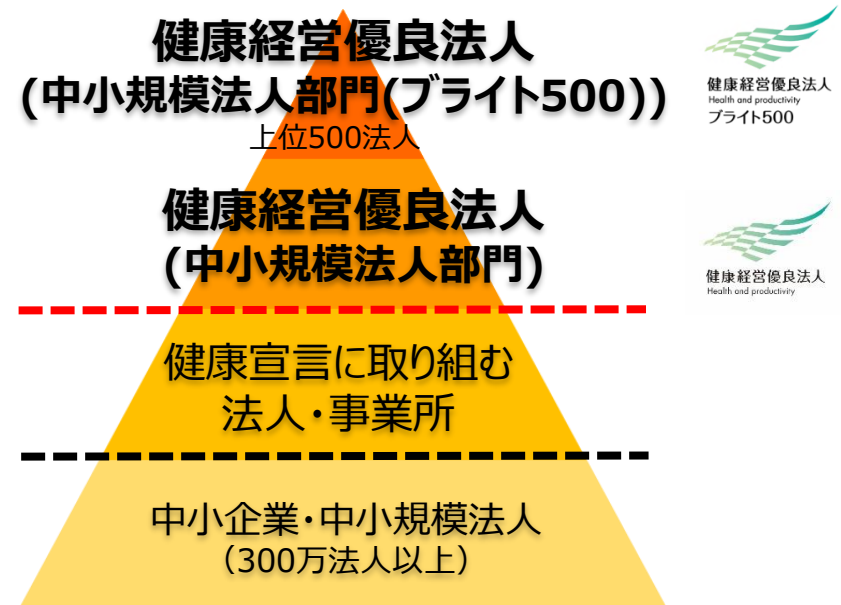 健康経営優良法人
(中小規模法人部門(ブライト500))
上位500法人
健康経営優良法人
Health and productivity
ブライト500
健康経営優良法人
(中小規模法人部門)
健康経営優良法人
Health and productivity
健康宣言に取り組む
法人・事業所
中小企業・中小規模法人
（300万法人以上）